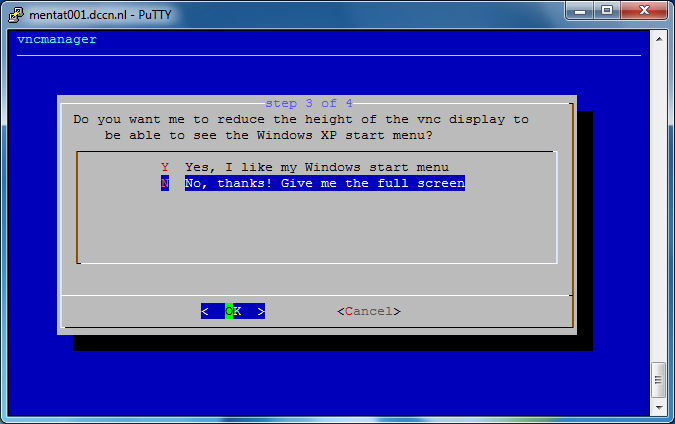 mentat001.dccn.nl - PuTTY
vncmanager
step 3 of 4
Do you want me to reduce the height of the vnc display to
be able to see the Windows XP start menu?
Y Yes, I like my Windows start menu
N No, thanks! Give me the full screen
< OK > <Cancel>